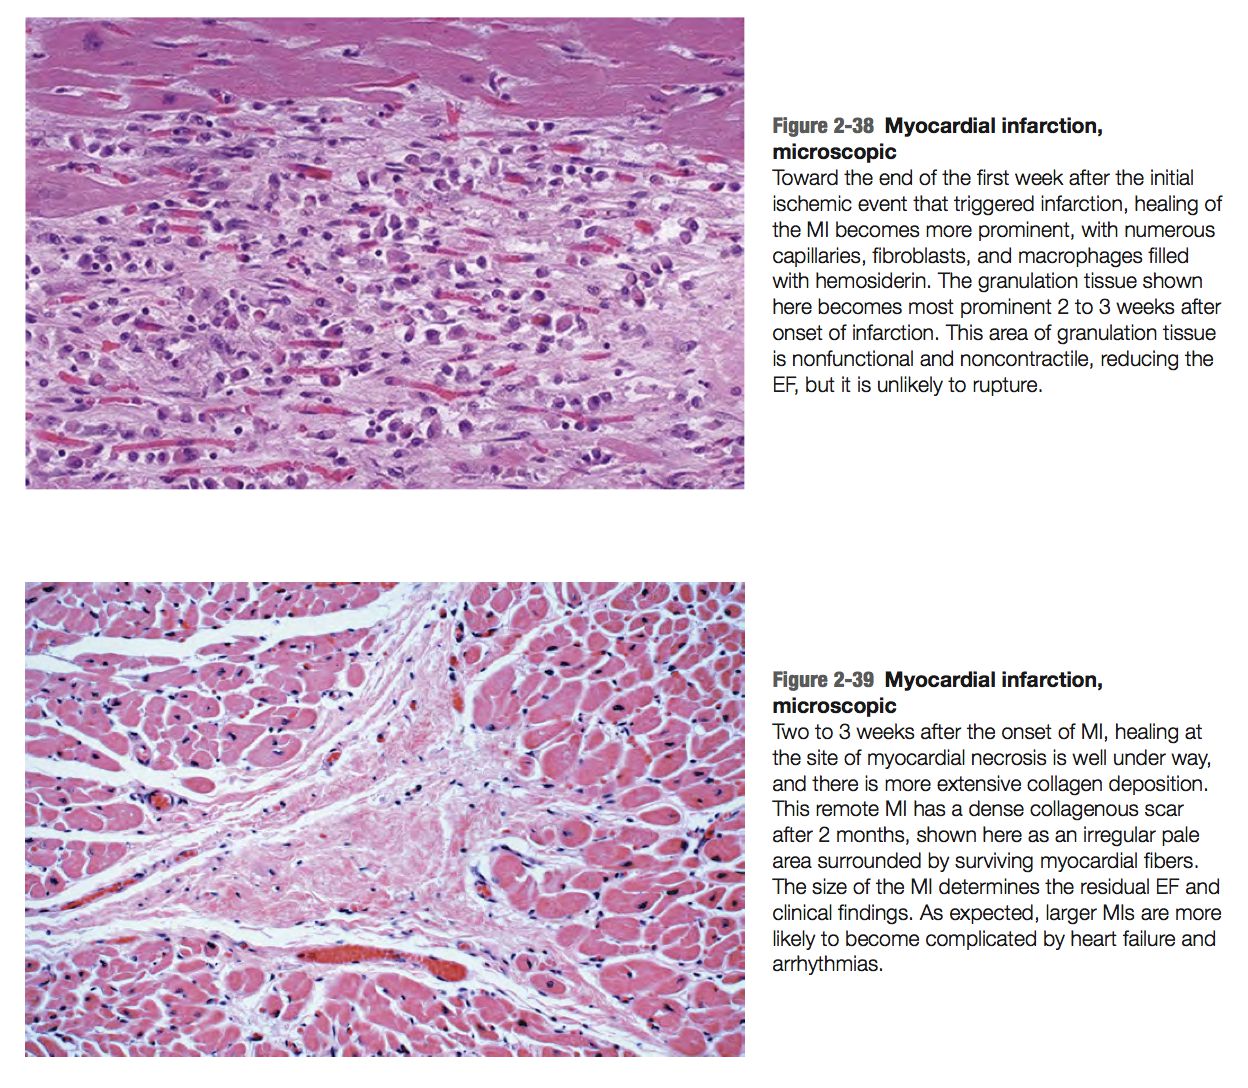 Figure 2-38 Myocardial infarction,
microscopic
Toward the end of the first week after the initial
ischemic event that triggered infarction, healing of
the MI becomes more prominent, with numerous
capillaries, fibroblasts, and macrophages filled
with hemosiderin. The granulation tissue shown
here becomes most prominent 2 to 3 weeks after
onset of infarction. This area of granulation tissue
is nonfunctional and noncontractile, reducing the
EF, but it is unlikely to rupture.
Figure 2-39 Myocardial infarction,
microscopic
Two to 3 weeks after the onset of MI, healing at
the site of myocardial necrosis is well under way,
and there is more extensive collagen deposition.
This remote MI has a dense collagenous scar
after 2 months, shown here as an irregular pale
area surrounded by surviving myocardial fibers.
The size of the MI determines the residual EF and
clinical findings. As expected, larger MIs are more
likely to become complicated by heart failure and
arrhythmias.